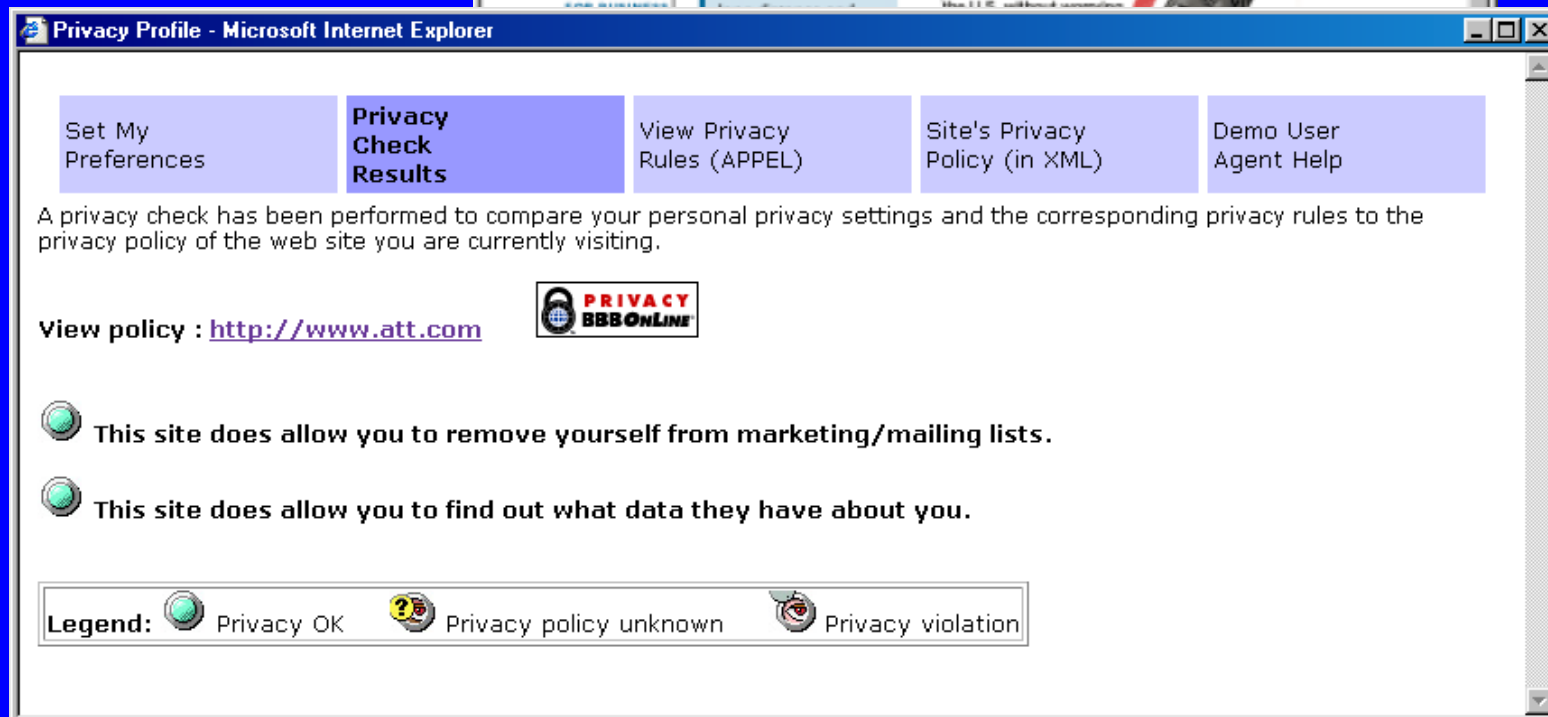 the U.S. without worrying
Privacy Profile - Microsoft Internet Explorer
Set My
Preferences
Privacy
Check
Results
View Privacy
Rules (APPEL)
Site's Privacy
Policy (in XML)
Demo User
Agent Help
A privacy check has been performed to compare your personal privacy settings and the corresponding privacy rules to the
privacy policy of the web site you are currently visiting.
View policy : http://www.att.com
PRIVACY
BBBONLINE
This site does allow you to remove yourself from marketing/mailing lists.
This site does allow you to find out what data they have about you.
Legend: Privacy OK ? Privacy policy unknown Privacy violation